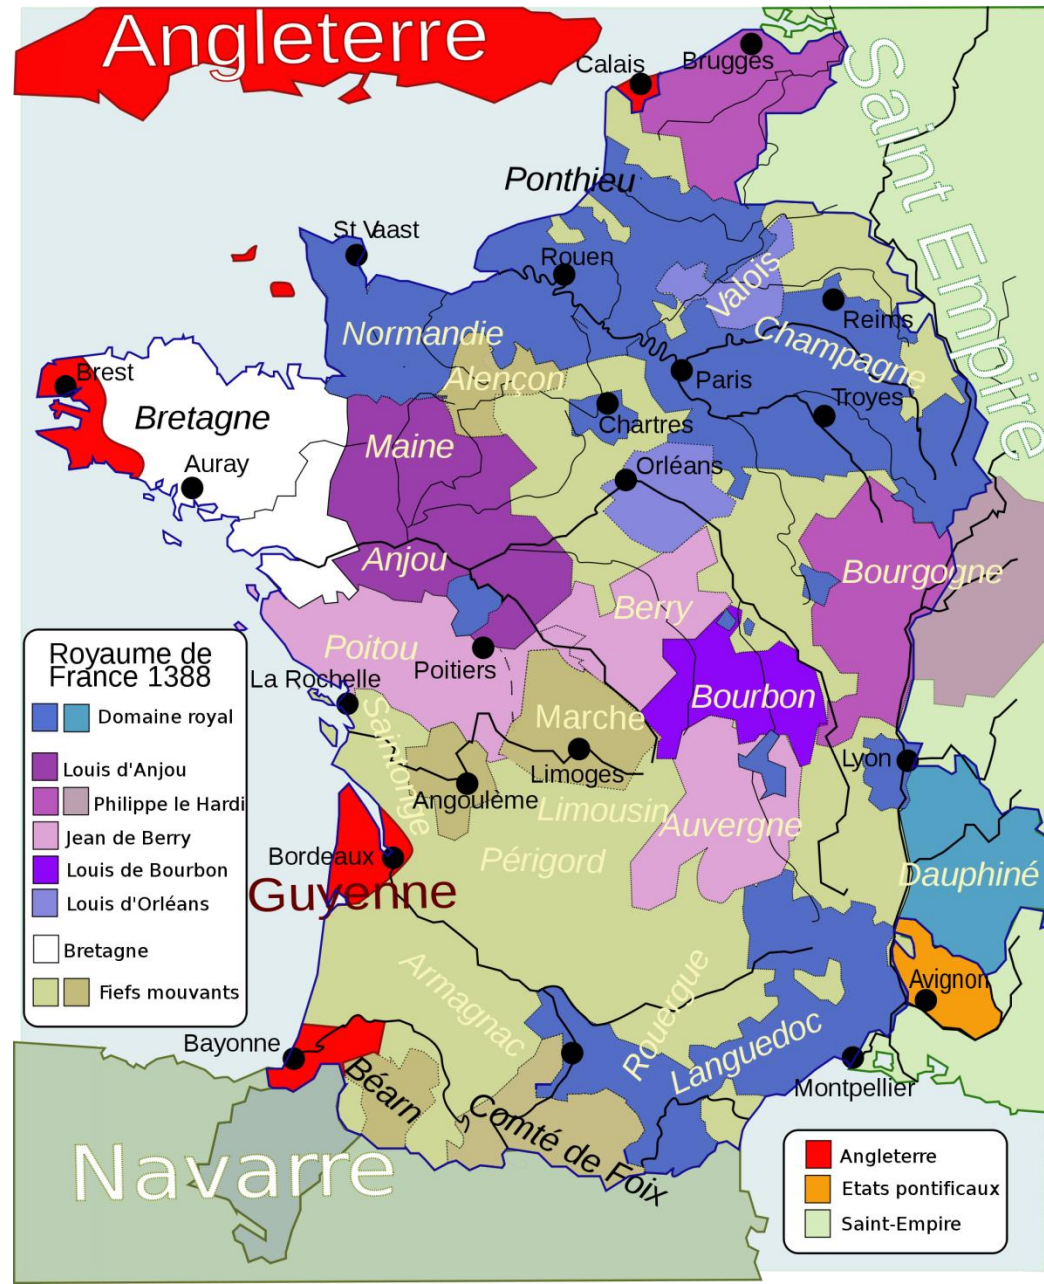 Angleterre
Saint Empire
Calais
Brugges
Ponthieu
St Vaast
Rouen
Valois
Reims
Normandie
Champagne
Alençon
Paris
Brest
Bretagne
Chartres
Troyes
Maine
Auray
Orléans
Anjou
Bourgogne
Berry
Poitou
Poitiers
La Rochelle
Bourbon
Saintonge
Marche
Lyon
Limoges
Angoulême
Limousin
Auvergne
Périgord
Bordeaux
Guyenne
Dauphiné
Armagnac
Rouergue
Avignon
Languedoc
Bayonne
Béarn
Montpellier
Comté de Foix
Navarre
Royaume de
France 1388
Domaine royal
Louis d'Anjou
Philippe le Hardi
Jean de Berry
Louis de Bourbon
Louis d'Orléans
Bretagne
Fiefs mouvants
Angleterre
Etats pontificaux
Saint-Empire